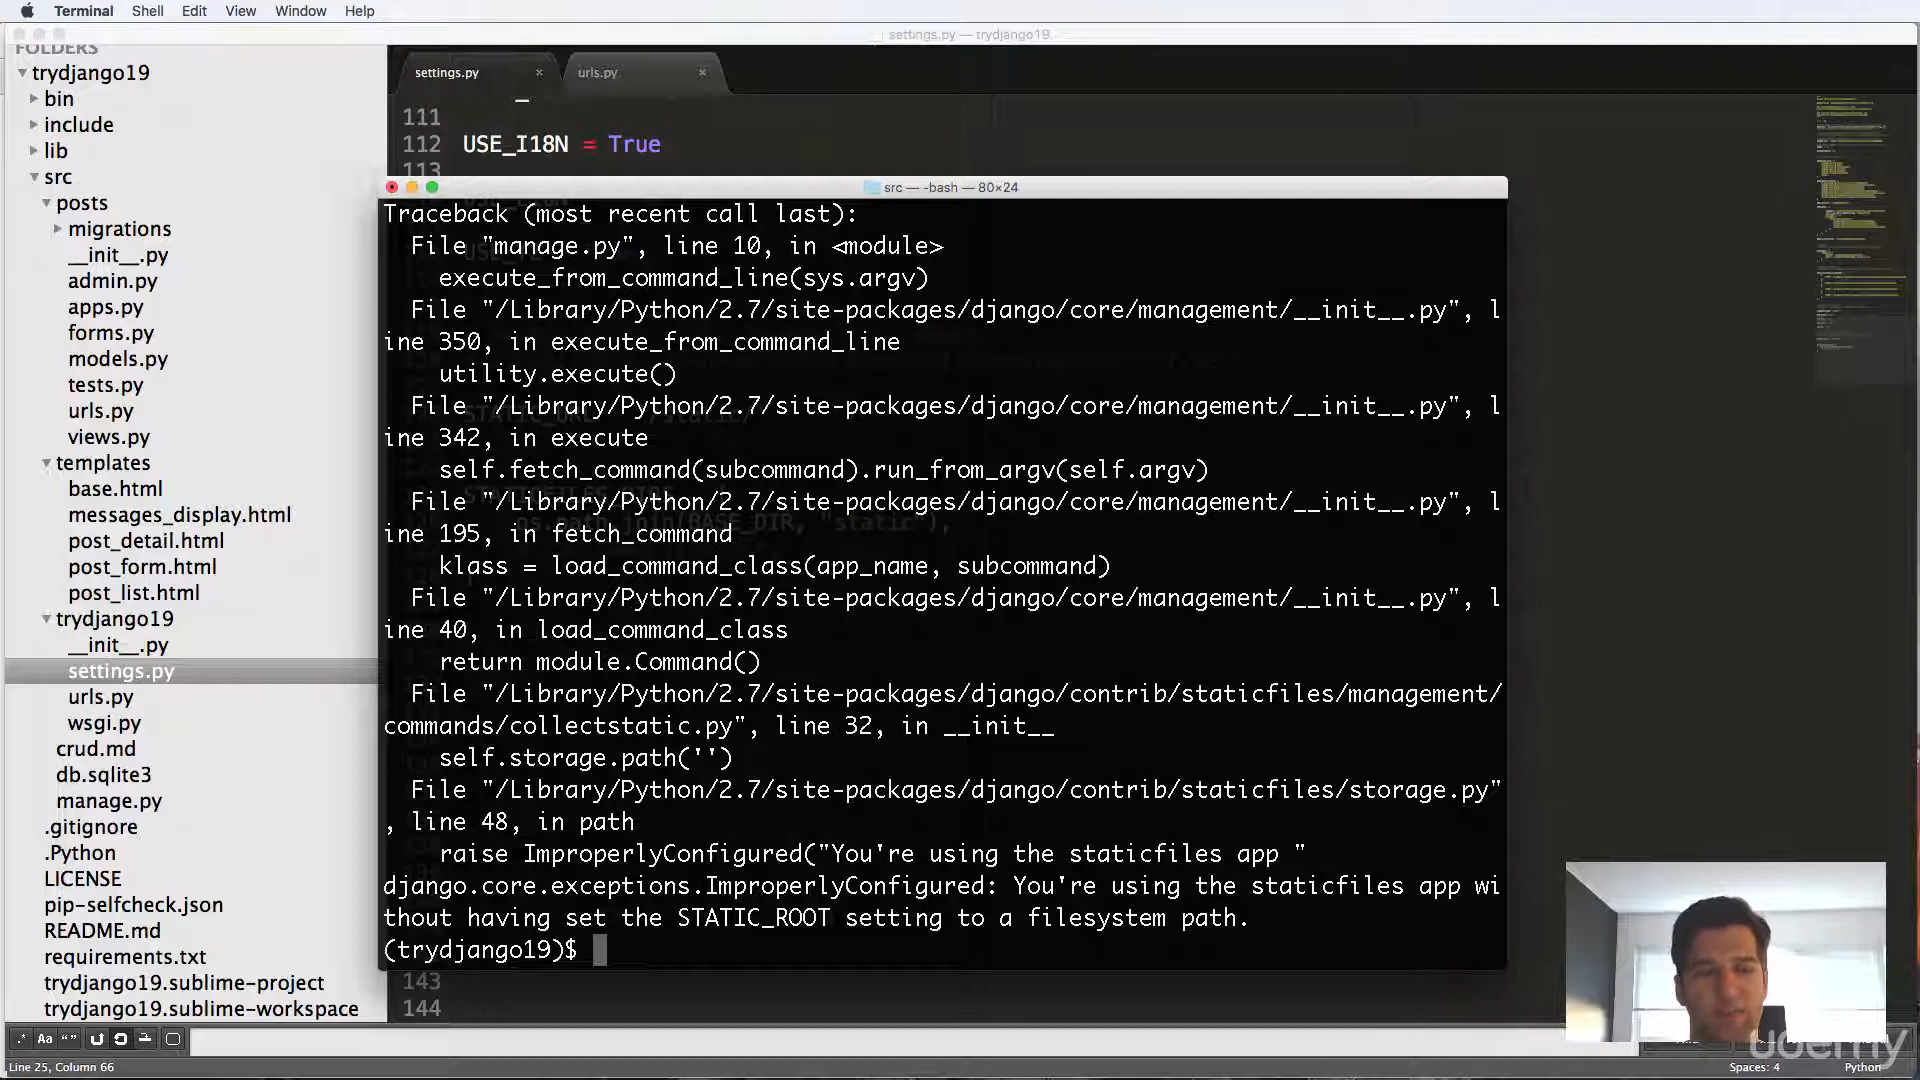 Terminal Shell Edit View Window Help
settings.py — trydjango19
FOLDERS
trydjango19
bin
include
lib
src
posts
migrations
__init__.py
admin.py
apps.py
forms.py
models.py
tests.py
urls.py
views.py
templates
base.html
messages_display.html
post_detail.html
post_form.html
post_list.html
trydjango19
__init__.py
settings.py
urls.py
wsgi.py
crud.md
db.sqlite3
manage.py
.gitignore
.Python
LICENSE
pip-selfcheck.json
README.md
requirements.txt
trydjango19.sublime-project
trydjango19.sublime-workspace
settings.py × urls.py ×
111
112 USE_I18N = True
113
src — -bash — 80×24
Traceback (most recent call last):
File "manage.py", line 10, in <module>
execute_from_command_line(sys.argv)
File "/Library/Python/2.7/site-packages/django/core/management/__init__.py", l
ine 350, in execute_from_command_line
utility.execute()
File "/Library/Python/2.7/site-packages/django/core/management/__init__.py", l
ine 342, in execute
self.fetch_command(subcommand).run_from_argv(self.argv)
File "/Library/Python/2.7/site-packages/django/core/management/__init__.py", l
ine 195, in fetch_command
klass = load_command_class(app_name, subcommand)
File "/Library/Python/2.7/site-packages/django/core/management/__init__.py", l
ine 40, in load_command_class
return module.Command()
File "/Library/Python/2.7/site-packages/django/contrib/staticfiles/management/
commands/collectstatic.py", line 32, in __init__
self.storage.path('')
File "/Library/Python/2.7/site-packages/django/contrib/staticfiles/storage.py"
, line 48, in path
raise ImproperlyConfigured("You're using the staticfiles app "
django.core.exceptions.ImproperlyConfigured: You're using the staticfiles app wi
thout having set the STATIC_ROOT setting to a filesystem path.
(trydjango19)$
143
144
.* Aa “”
Line 25, Column 66
Spaces: 4 Python
udemy